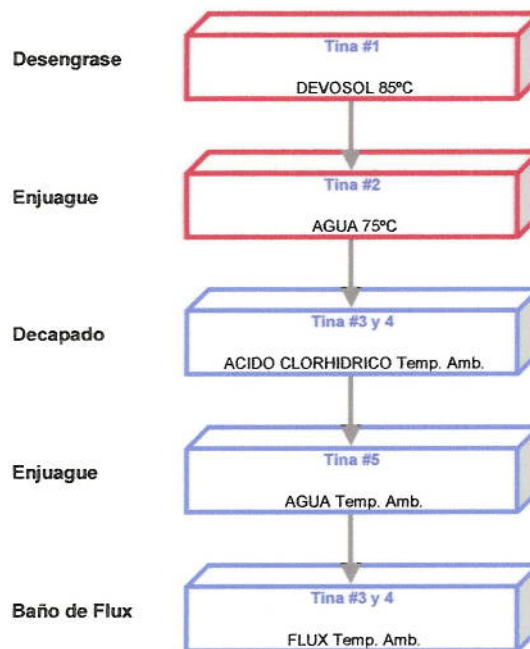 Desengrase
Tina #1
DEVOSOL 85ºC
Enjuague
Tina #2
AGUA 75ºC
Decapado
Tina #3 y 4
ACIDO CLORHIDRICO Temp. Amb.
Enjuague
Tina #5
AGUA Temp. Amb.
Baño de Flux
Tina #3 y 4
FLUX Temp. Amb.